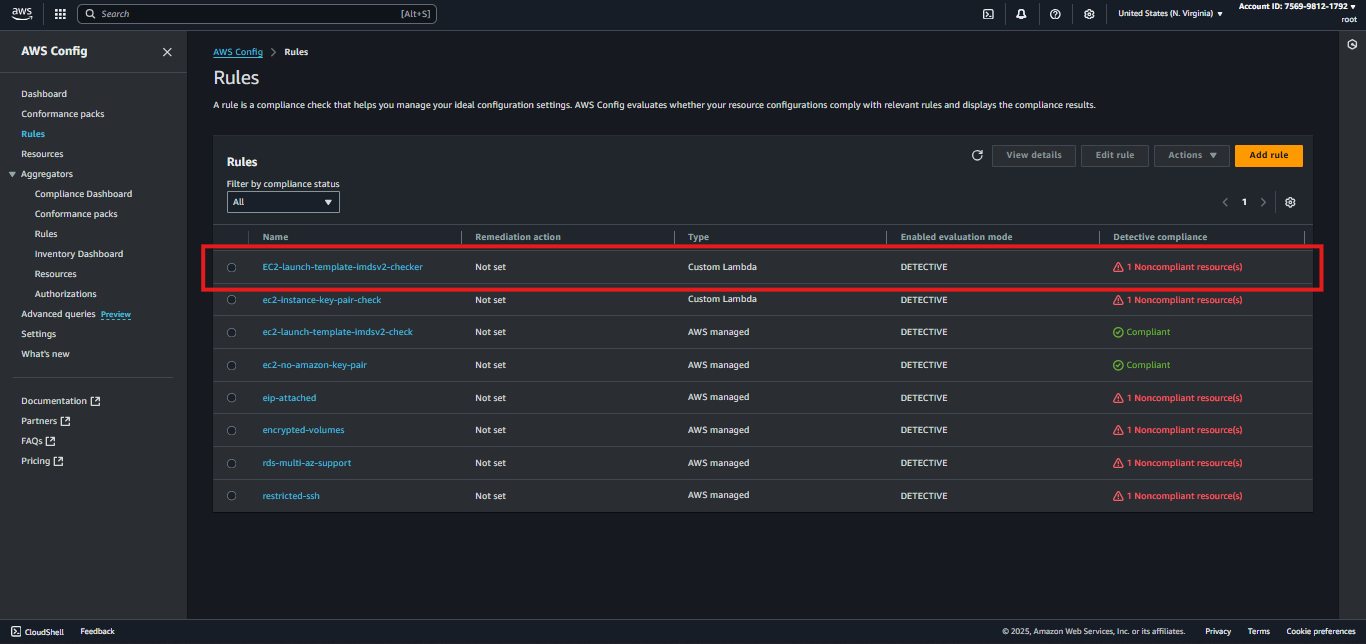 aws
Search [Alt+S]
United States (N. Virginia)
Account ID: 7569-9812-1792
root
AWS Config
Dashboard
Conformance packs
Rules
Resources
Aggregators
Compliance Dashboard
Conformance packs
Rules
Inventory Dashboard
Resources
Authorizations
Advanced queries Preview
Settings
What's new
Documentation
Partners
FAQs
Pricing
AWS Config > Rules
Rules
A rule is a compliance check that helps you manage your ideal configuration settings. AWS Config evaluates whether your resource configurations comply with relevant rules and displays the compliance results.
Rules
View details Edit rule Actions Add rule
Filter by compliance status
All
1
Name Remediation action Type Enabled evaluation mode Detective compliance
EC2-launch-template-imdsv2-checker Not set Custom Lambda DETECTIVE 1 Noncompliant resource(s)
ec2-instance-key-pair-check Not set Custom Lambda DETECTIVE 1 Noncompliant resource(s)
ec2-launch-template-imdsv2-check Not set AWS managed DETECTIVE Compliant
ec2-no-amazon-key-pair Not set AWS managed DETECTIVE Compliant
eip-attached Not set AWS managed DETECTIVE 1 Noncompliant resource(s)
encrypted-volumes Not set AWS managed DETECTIVE 1 Noncompliant resource(s)
rds-multi-az-support Not set AWS managed DETECTIVE 1 Noncompliant resource(s)
restricted-ssh Not set AWS managed DETECTIVE 1 Noncompliant resource(s)
CloudShell Feedback © 2025, Amazon Web Services, Inc. or its affiliates. Privacy Terms Cookie preferences